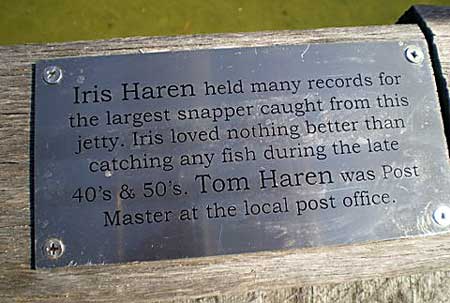 Iris Haren held many records for
the largest snapper caught from this
jetty. Iris loved nothing better than
catching any fish during the late
40's & 50's. Tom Haren was Post
Master at the local post office.